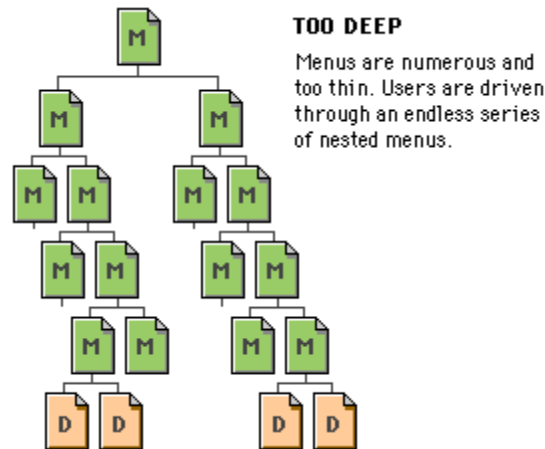 TOO DEEP
Menus are numerous and
too thin. Users are driven
through an endless series
of nested menus.
M
M M
M M M M
M M M M
M M M M
D D D D